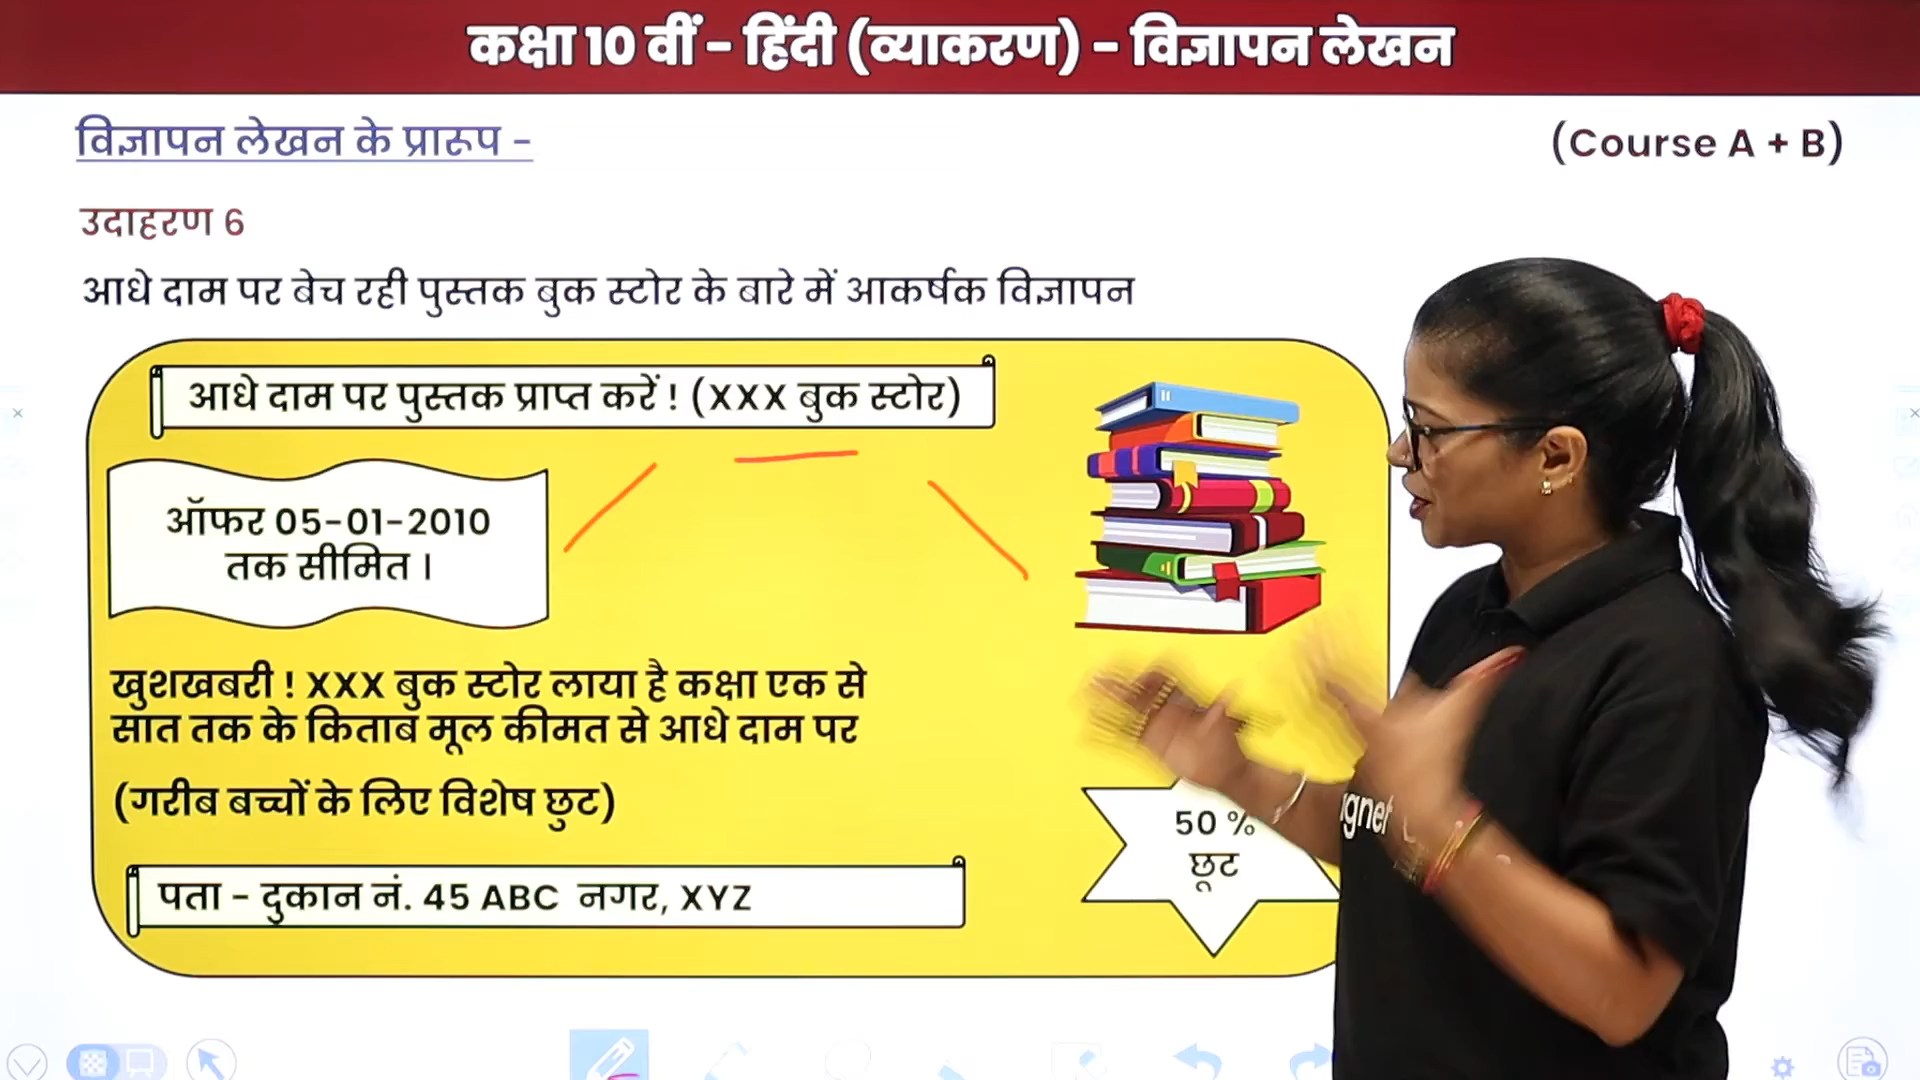 कक्षा 10 वीं - हिंदी (व्याकरण) - विज्ञापन लेखन
विज्ञापन लेखन के प्रारूप -
(Course A + B)
उदाहरण 6
आधे दाम पर बेच रही पुस्तक बुक स्टोर के बारे में आकर्षक विज्ञापन
आधे दाम पर पुस्तक प्राप्त करें ! (XXX बुक स्टोर)
ऑफर 05-01-2010
तक सीमित ।
खुशखबरी ! XXX बुक स्टोर लाया है कक्षा एक से
सात तक के किताब मूल कीमत से आधे दाम पर
(गरीब बच्चों के लिए विशेष छुट)
50 %
छूट
पता - दुकान नं. 45 ABC नगर, XYZ